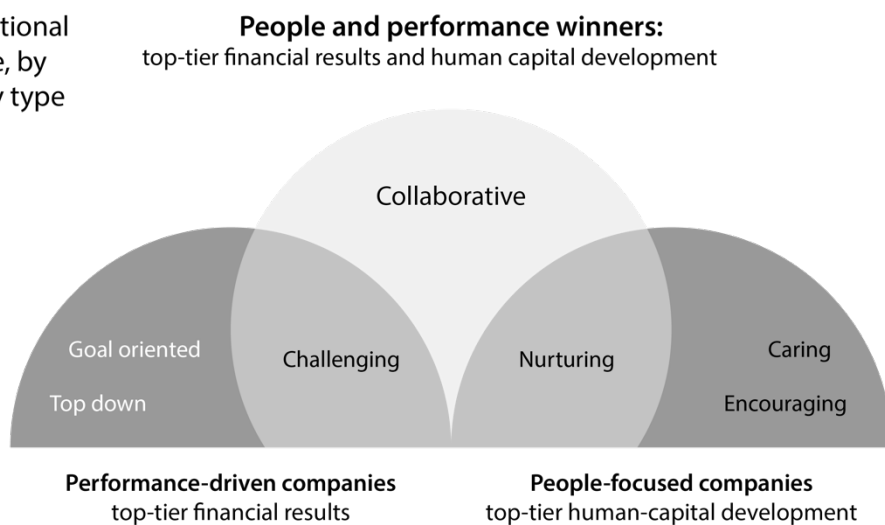 tional
e, by
type
People and performance winners:
top-tier financial results and human capital development
Collaborative
Goal oriented
Top down
Challenging
Nurturing
Caring
Encouraging
Performance-driven companies
top-tier financial results
People-focused companies
top-tier human-capital development